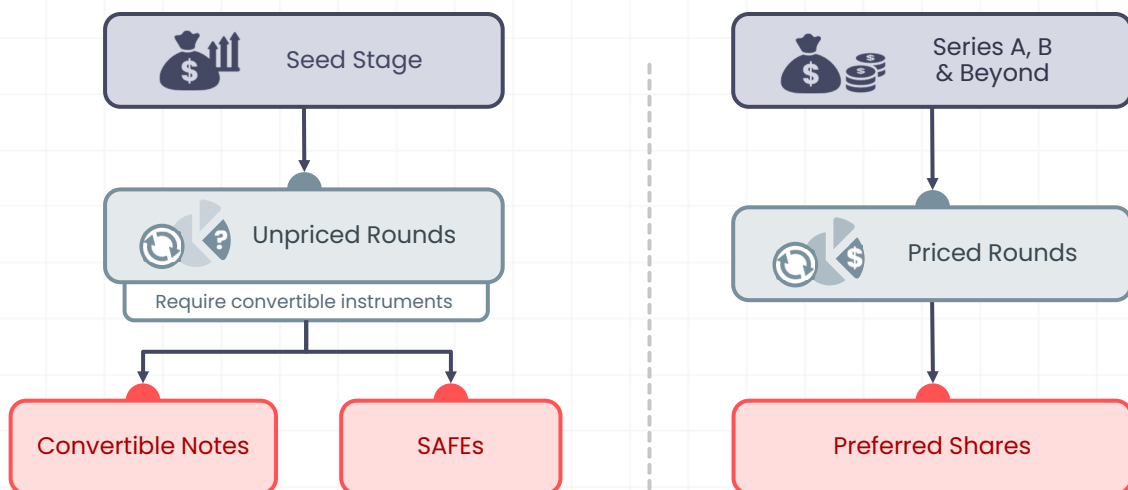 Seed Stage
Unpriced Rounds
Require convertible instruments
Convertible Notes
SAFEs
Series A, B
& Beyond
Priced Rounds
Preferred Shares